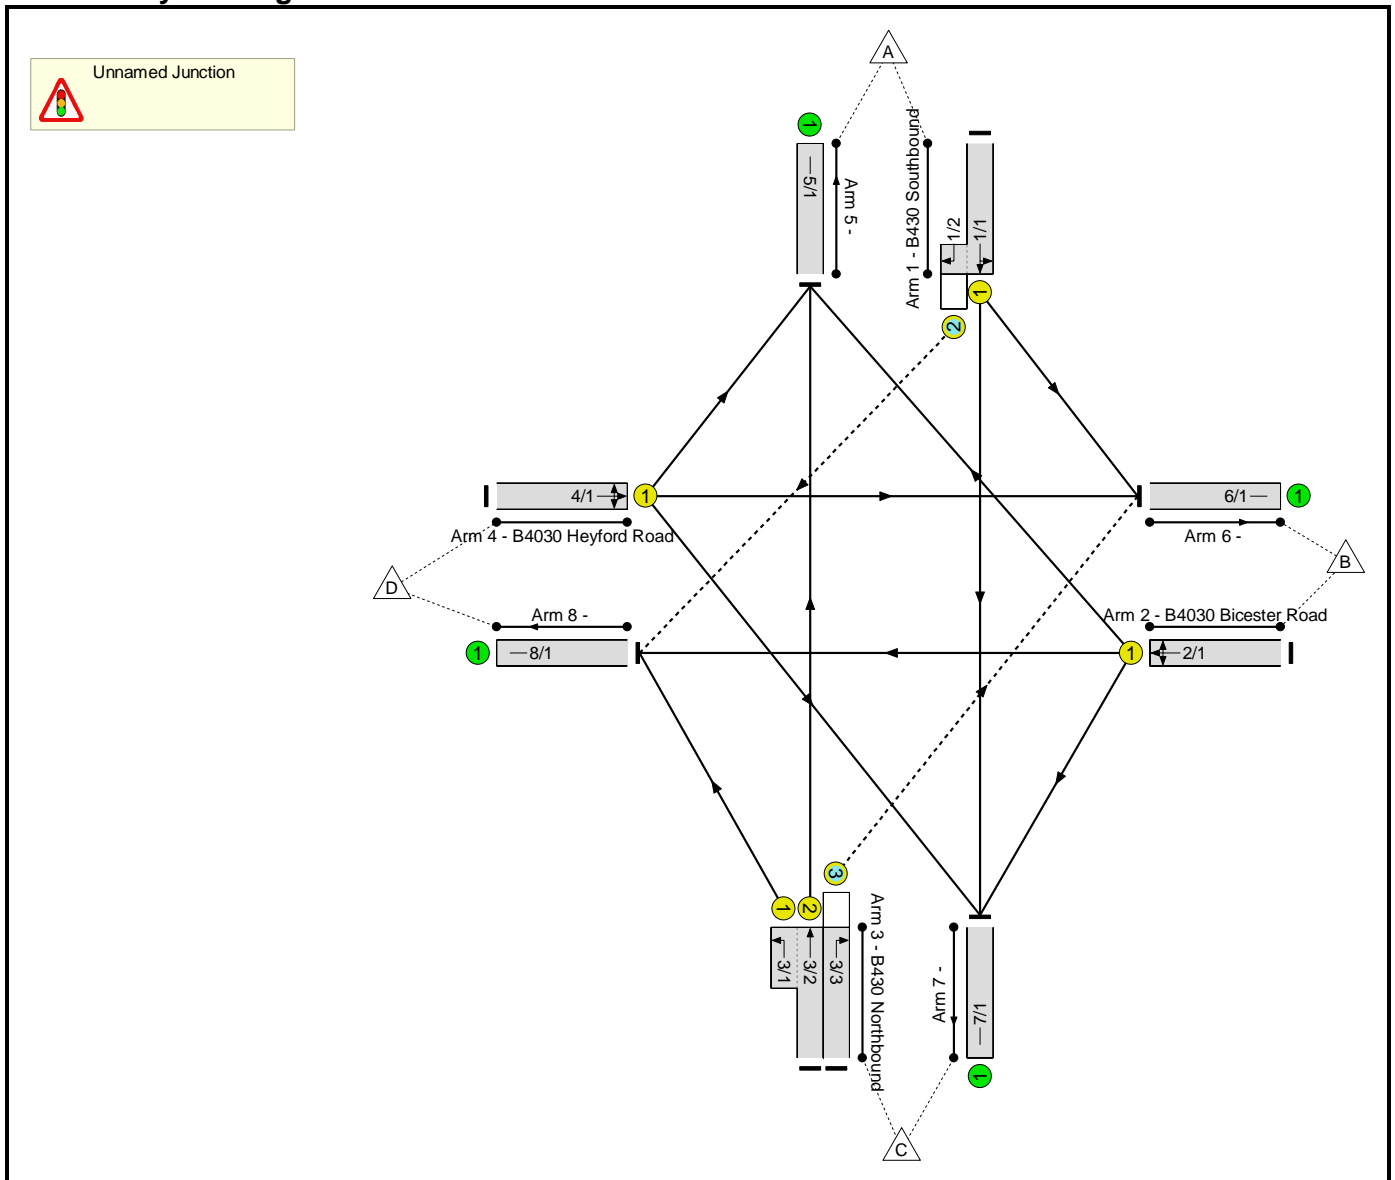 Unnamed Junction
A
1
5/1
Arm 5 -
Arm 1 - B430 Southbound
1/2
1/1
1
2
4/1
1
Arm 4 - B4030 Heyford Road
6/1
1
Arm 6 -
D
B
Arm 8 -
Arm 2 - B4030 Bicester Road
1
8/1
1
2/1
3
1
2
3/1
3/2
3/3
Arm 3 - B430 Northbound
Arm 7 -
7/1
1
C